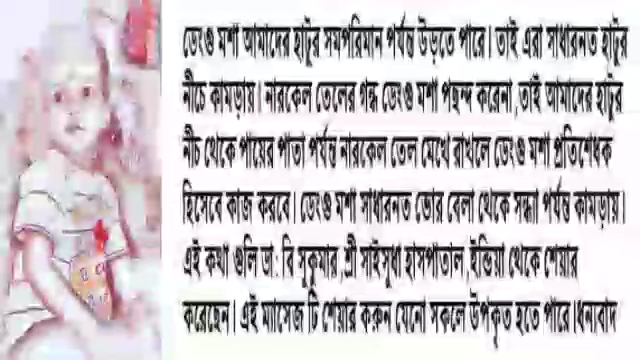 ডেংগু মশা আমাদের হাটুর সমপরিমান পর্যন্ত উড়তে পারে। তাই এরা সাধারনত হাটুর
নীচে কামড়ায়। নারকেল তেলের গন্ধ ডেংগু মশা পছন্দ করেনা ,তাই আমাদের হাটুর
নীচ থেকে পায়ের পাতা পর্যন্ত নারকেল তেল মেখে রাখলে ডেংগু মশা প্রতিশেধক
হিসেবে কাজ করবে। ডেংগু মশা সাধারনত ভোর বেলা থেকে সন্ধ্যা পর্যন্ত কামড়ায়।
এই কথা গুলি ডা: বি সুকুমার ,শ্রী সাইসুধা হাসপাতাল ,ইন্ডিয়া থেকে শেয়ার
করেছেন। এই ম্যাসেজ টি শেয়ার করুন যেনো সকলে উপকৃত হতে পারে।ধন্যবাদ